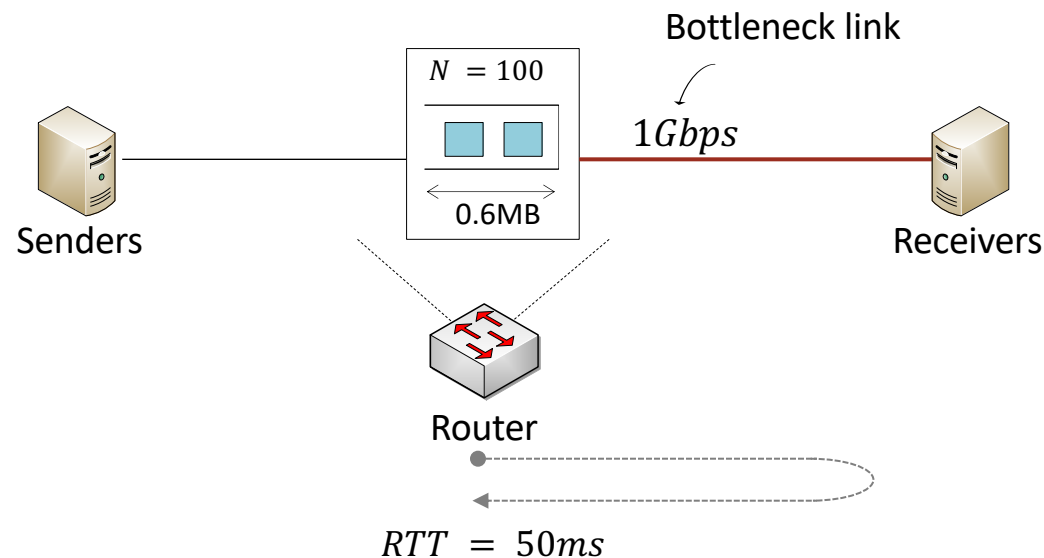 Bottleneck link
N = 100
1Gbps
0.6MB
Senders
Receivers
Router
RTT = 50ms